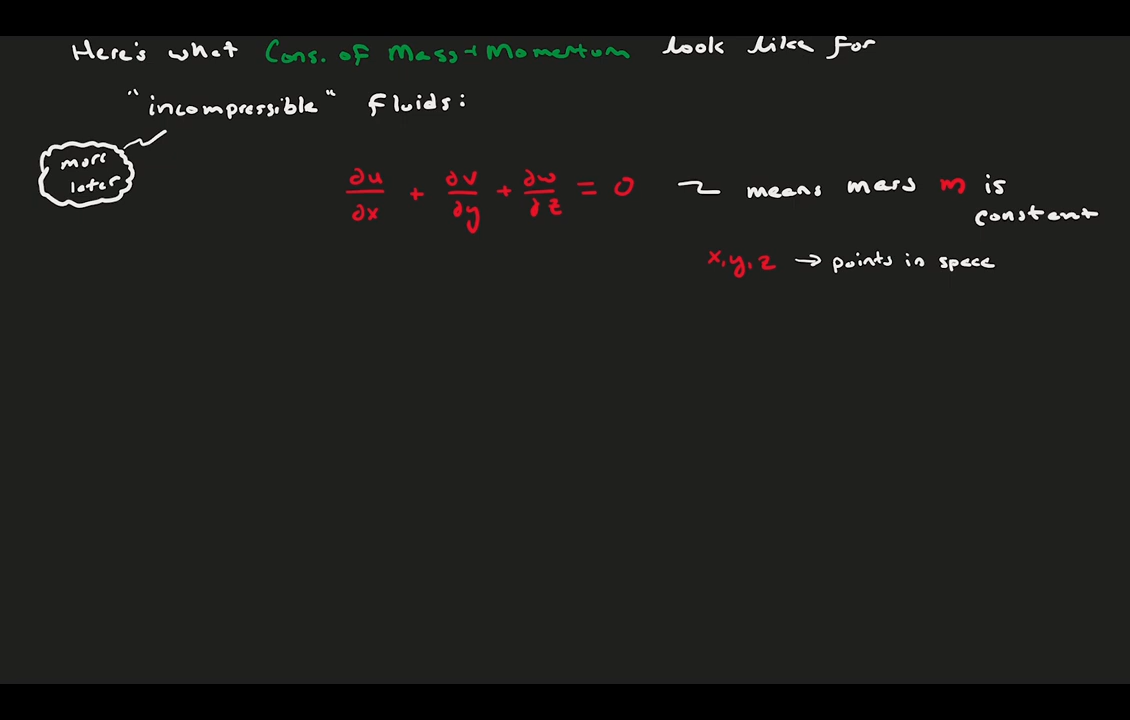 Here's what Cons. of Mass + Momentum look like for
"incompressible" fluids:
more
later
∂u/∂x + ∂v/∂y + ∂w/∂z = 0 means mass m is
constant
x, y, z → points in space